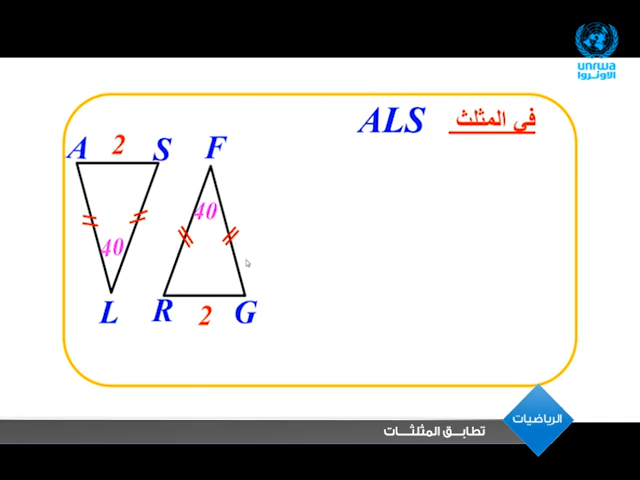 unrwa
الأونروا
في المثلث ALS
A 2 S F
40
40
L R 2 G
الرياضيات
تطابق المثلثات